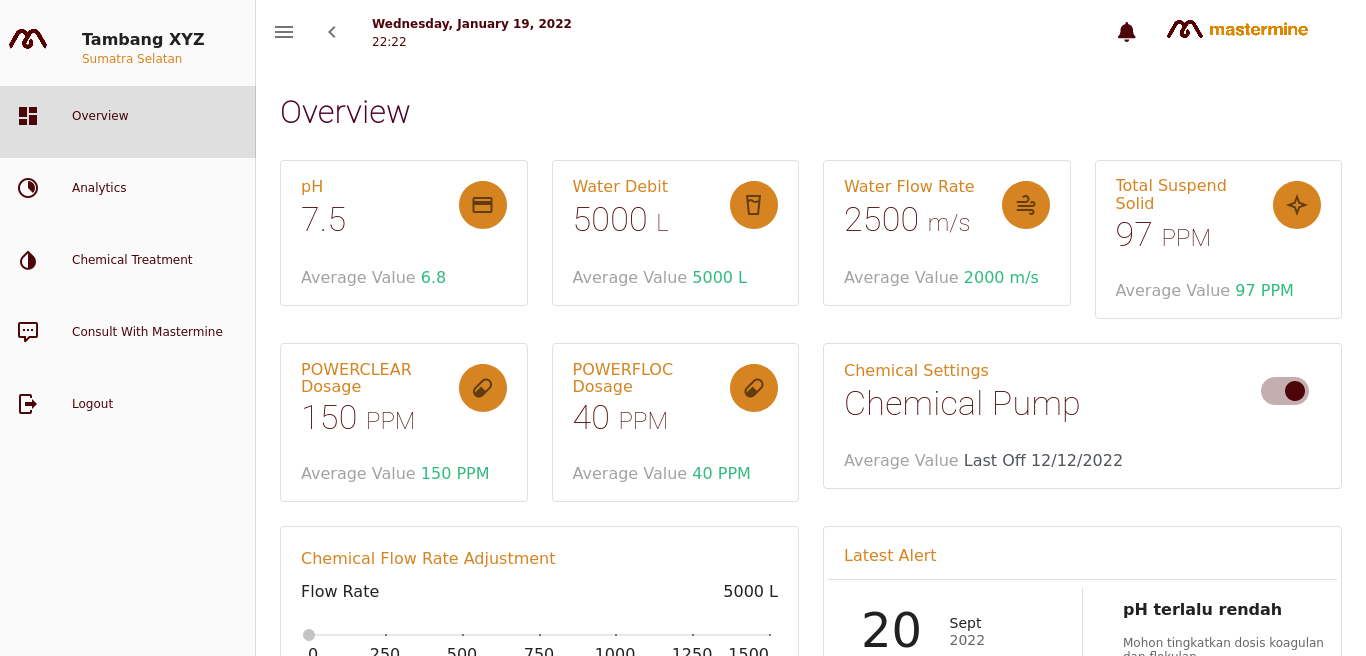 Tambang XYZ
Sumatra Selatan
Overview
Analytics
Chemical Treatment
Consult With Mastermine
Logout
Wednesday, January 19, 2022
22:22
mastermine
Overview
pH
7.5
Average Value 6.8
Water Debit
5000 L
Average Value 5000 L
Water Flow Rate
2500 m/s
Average Value 2000 m/s
Total Suspend
Solid
97 PPM
Average Value 97 PPM
POWERCLEAR
Dosage
150 PPM
Average Value 150 PPM
POWERFLOC
Dosage
40 PPM
Average Value 40 PPM
Chemical Settings
Chemical Pump
Average Value Last Off 12/12/2022
Chemical Flow Rate Adjustment
Flow Rate 5000 L
0 250 500 750 1000 1250 1500
Latest Alert
20
Sept
2022
pH terlalu rendah
Mohon tingkatkan dosis koagulan
dan flokulan